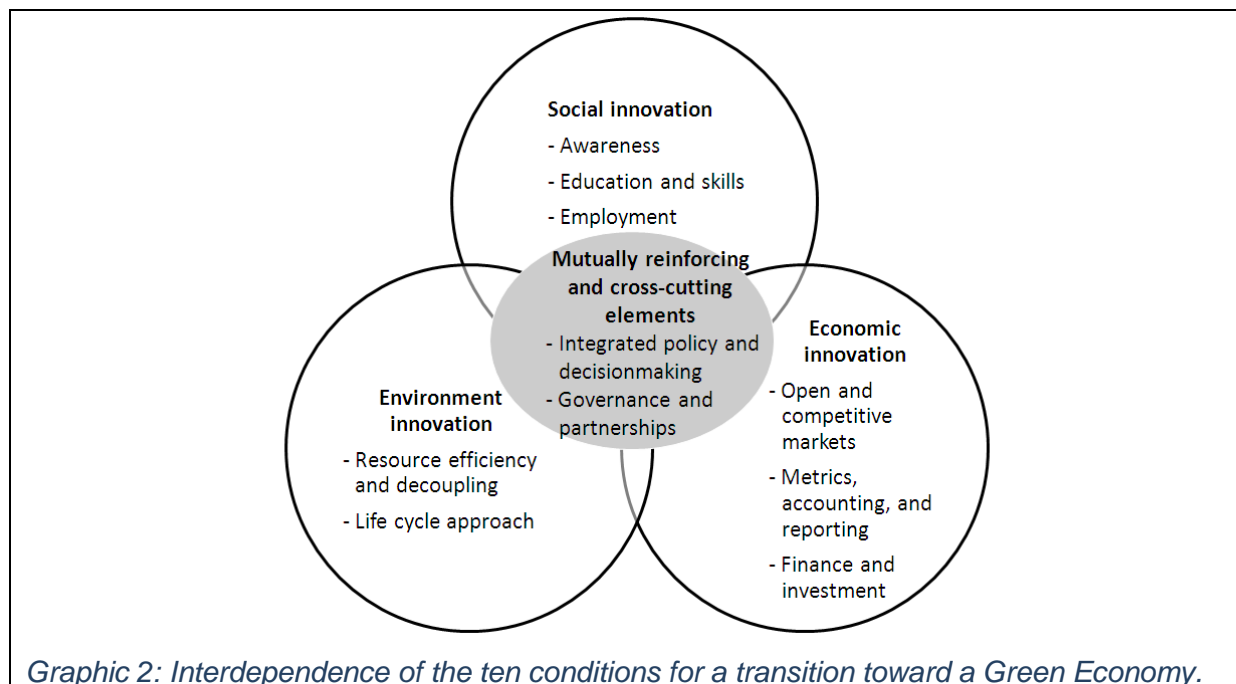 Social innovation
- Awareness
- Education and skills
- Employment
Mutually reinforcing
and cross-cutting
elements
- Integrated policy and
decisionmaking
- Governance and
partnerships
Environment
innovation
- Resource efficiency
and decoupling
- Life cycle approach
Economic
innovation
- Open and
competitive
markets
- Metrics,
accounting, and
reporting
- Finance and
investment
Graphic 2: Interdependence of the ten conditions for a transition toward a Green Economy.